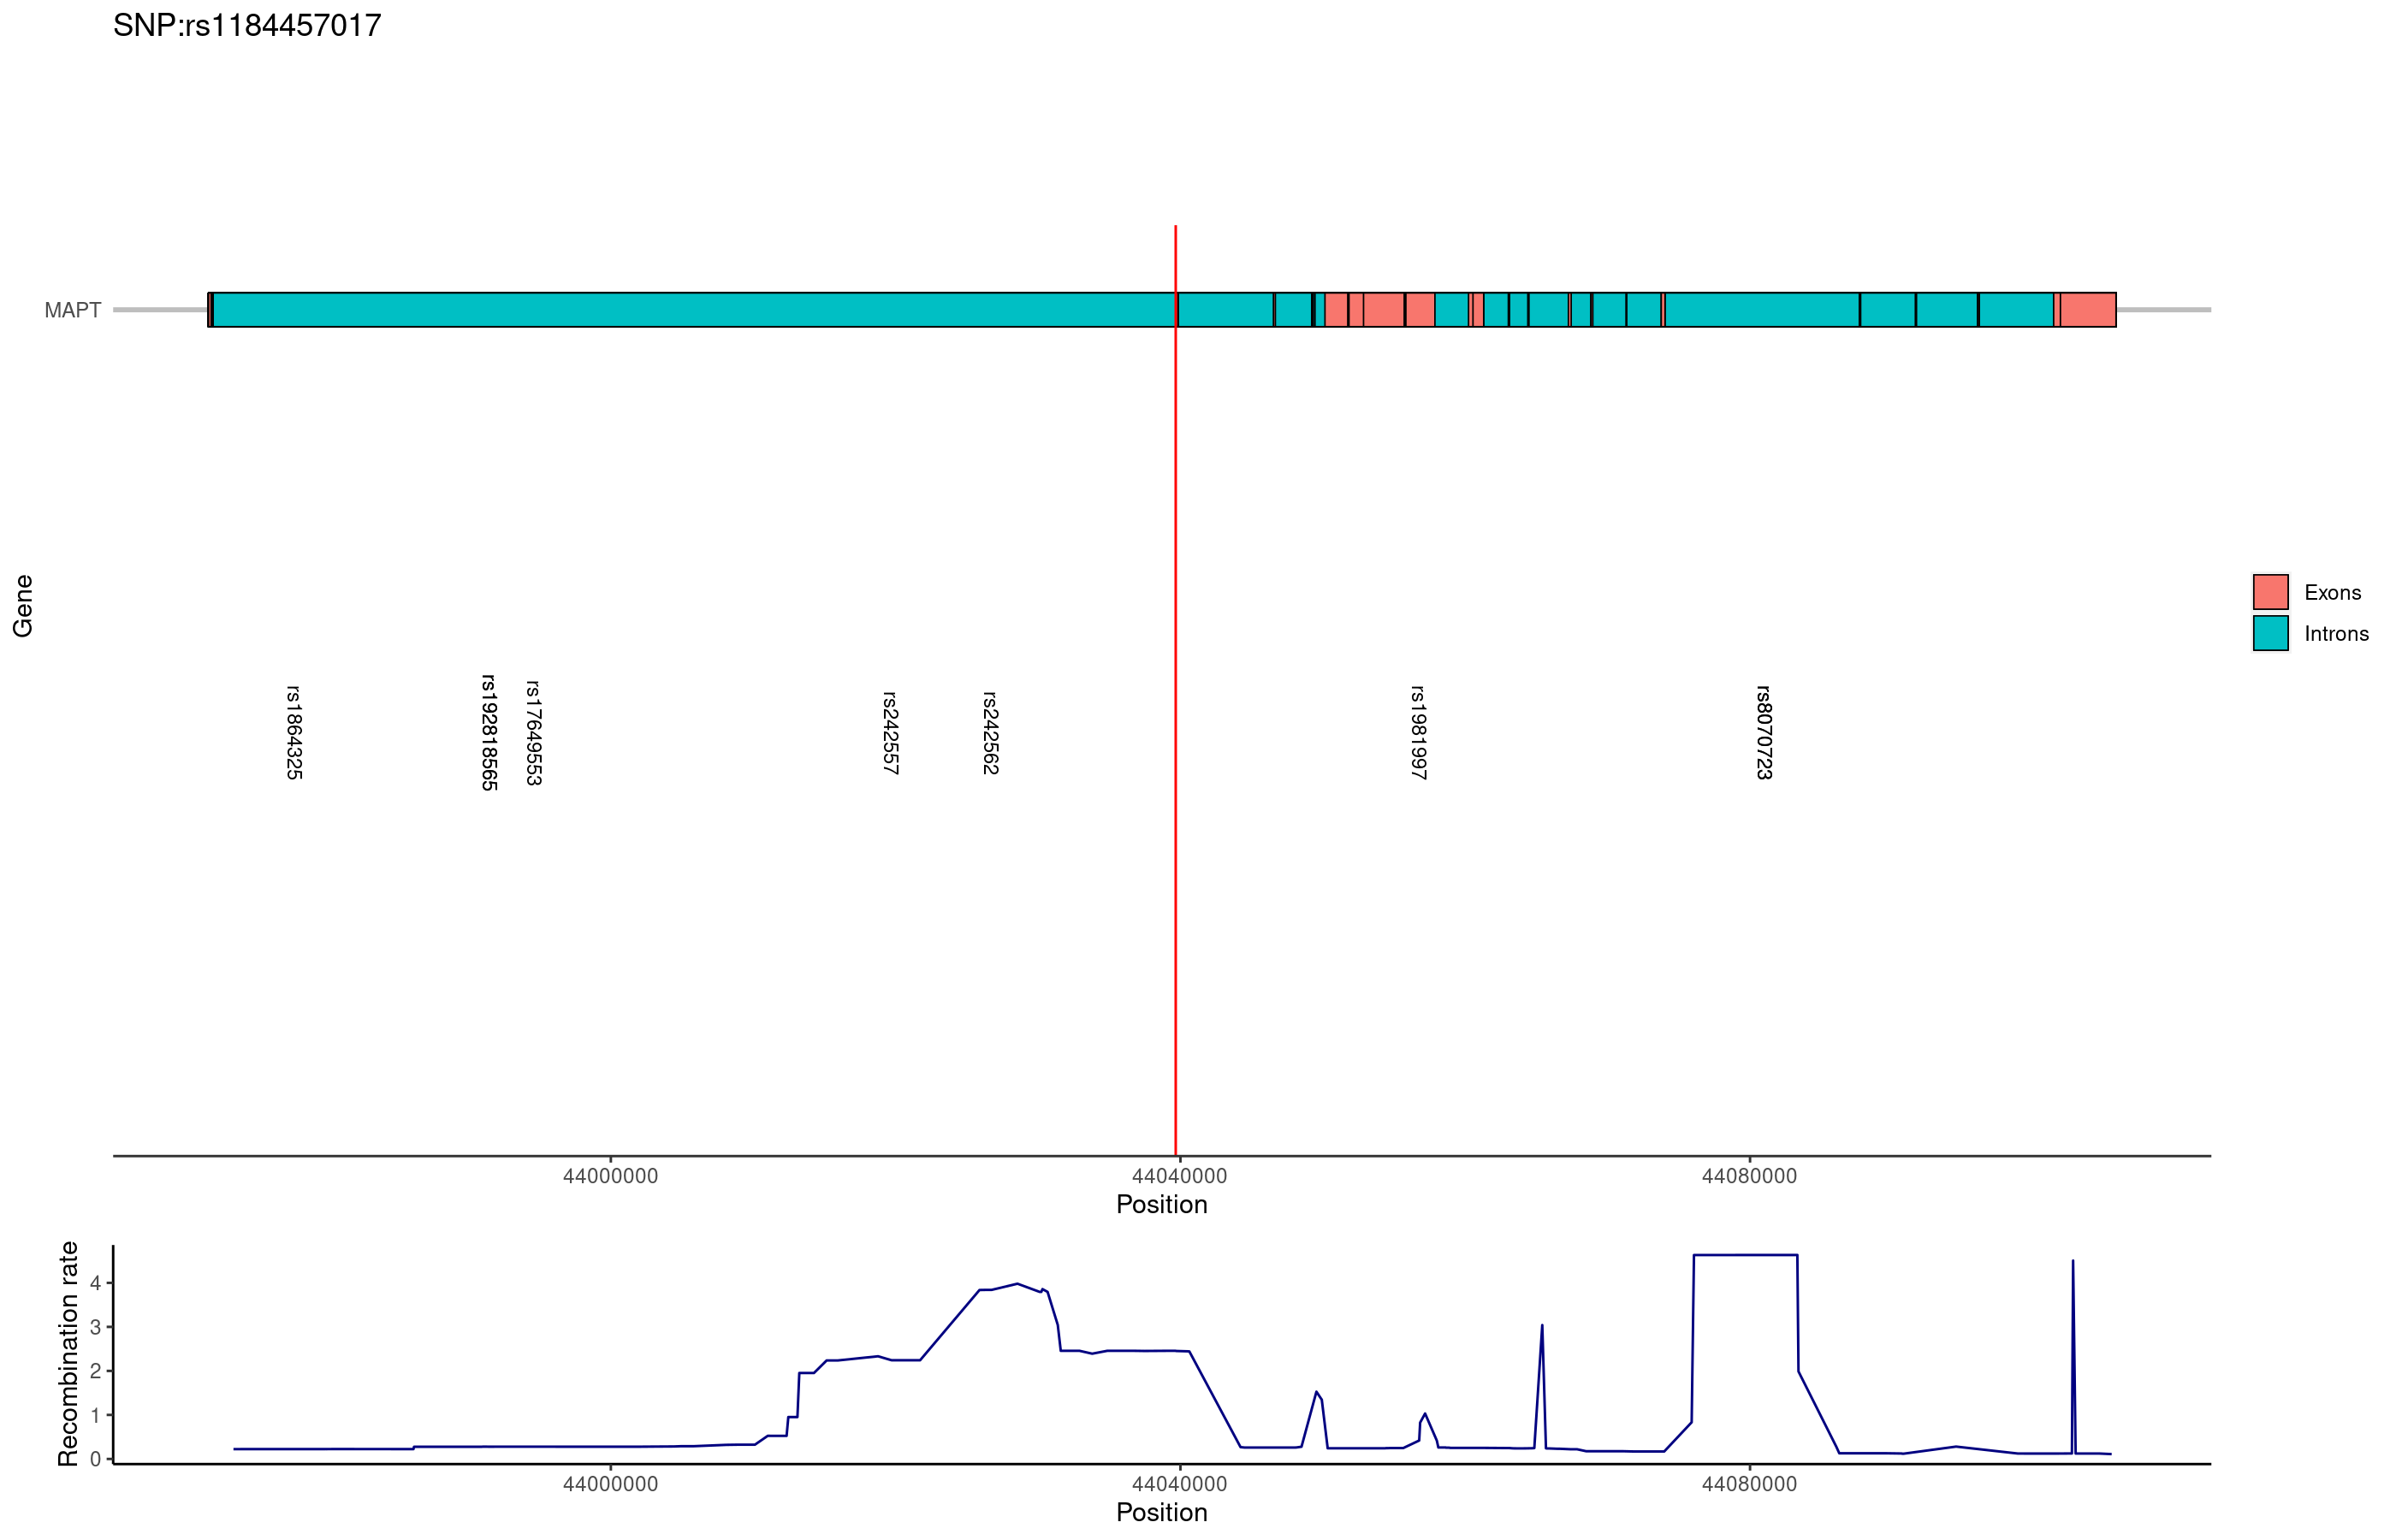 SNP:rs1184457017
MAPT
Gene
Exons
Introns
rs1864325
rs192818565
rs17649553
rs242557
rs242562
rs1981997
rs8070723
44000000
44040000
44080000
Position
Recombination rate
4
3
2
1
0
44000000
44040000
44080000
Position